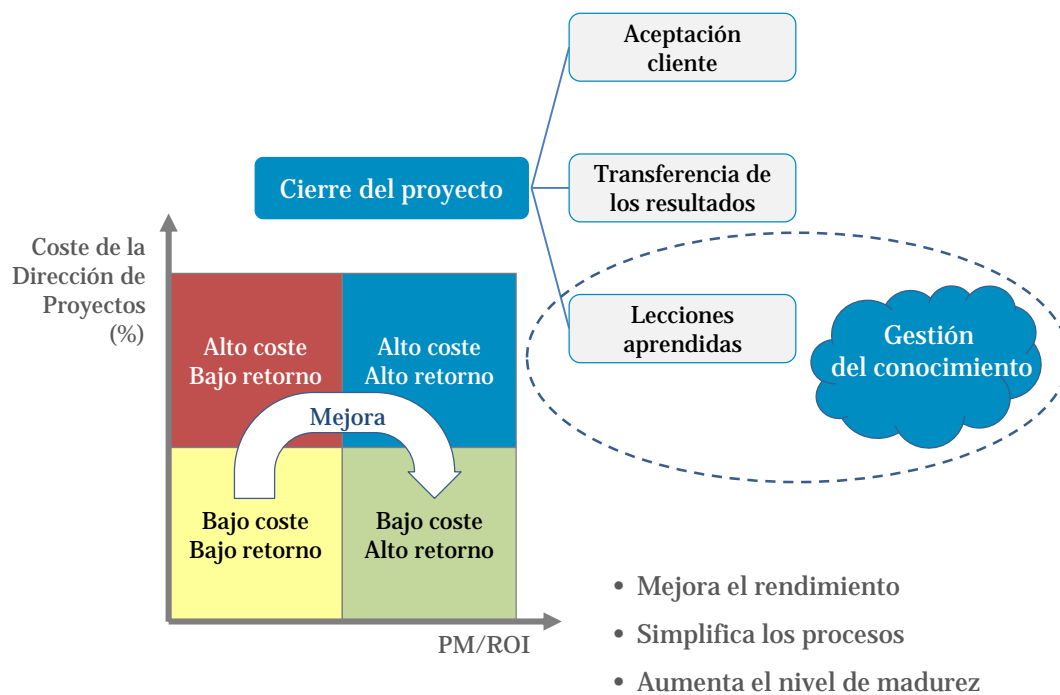 Aceptación
cliente
Cierre del proyecto
Transferencia de
los resultados
Coste de la
Dirección de
Proyectos
(%)
Lecciones
aprendidas
Gestión
del conocimiento
Alto coste
Bajo retorno
Alto coste
Alto retorno
Mejora
Bajo coste
Bajo retorno
Bajo coste
Alto retorno
PM/ROI
• Mejora el rendimiento
• Simplifica los procesos
• Aumenta el nivel de madurez